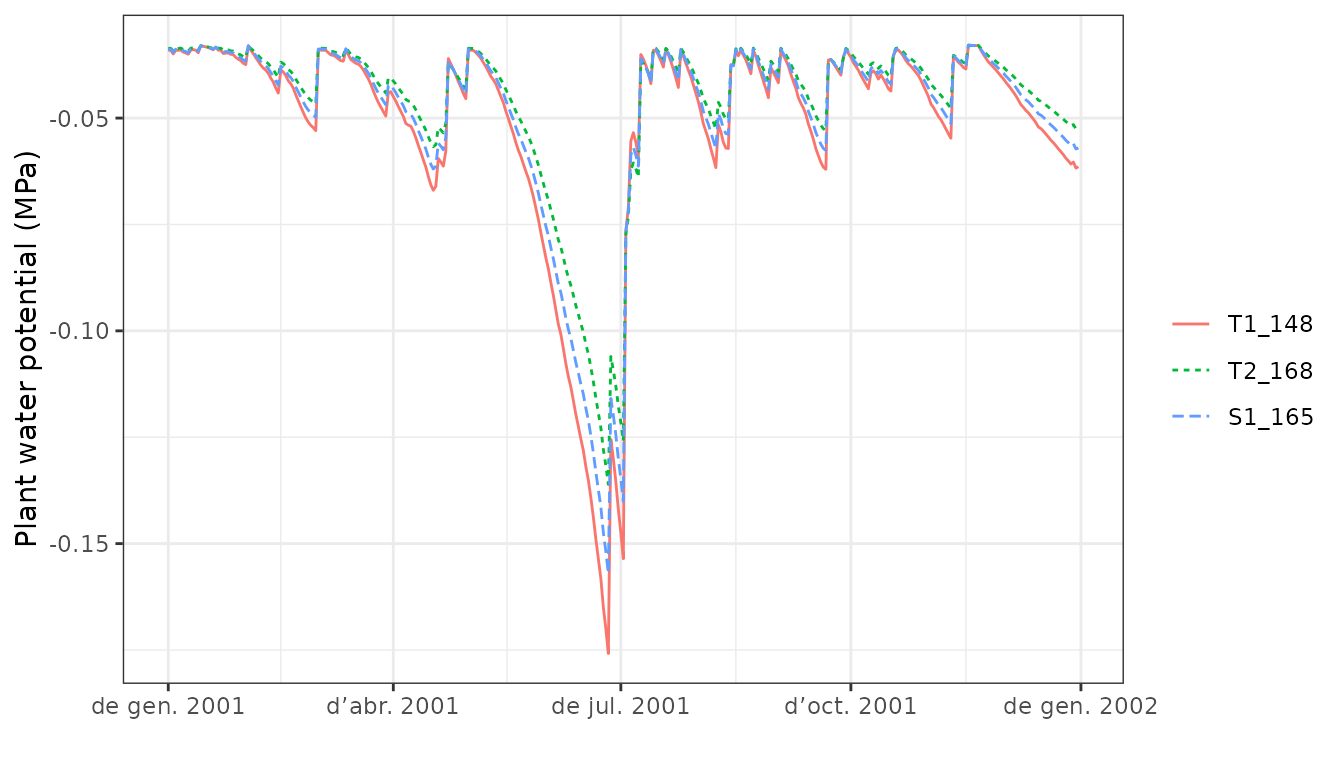 Plant water potential (MPa)
-0.05
-0.10
-0.15
de gen. 2001
d’abr. 2001
de jul. 2001
d’oct. 2001
de gen. 2002
T1_148
T2_168
S1_165